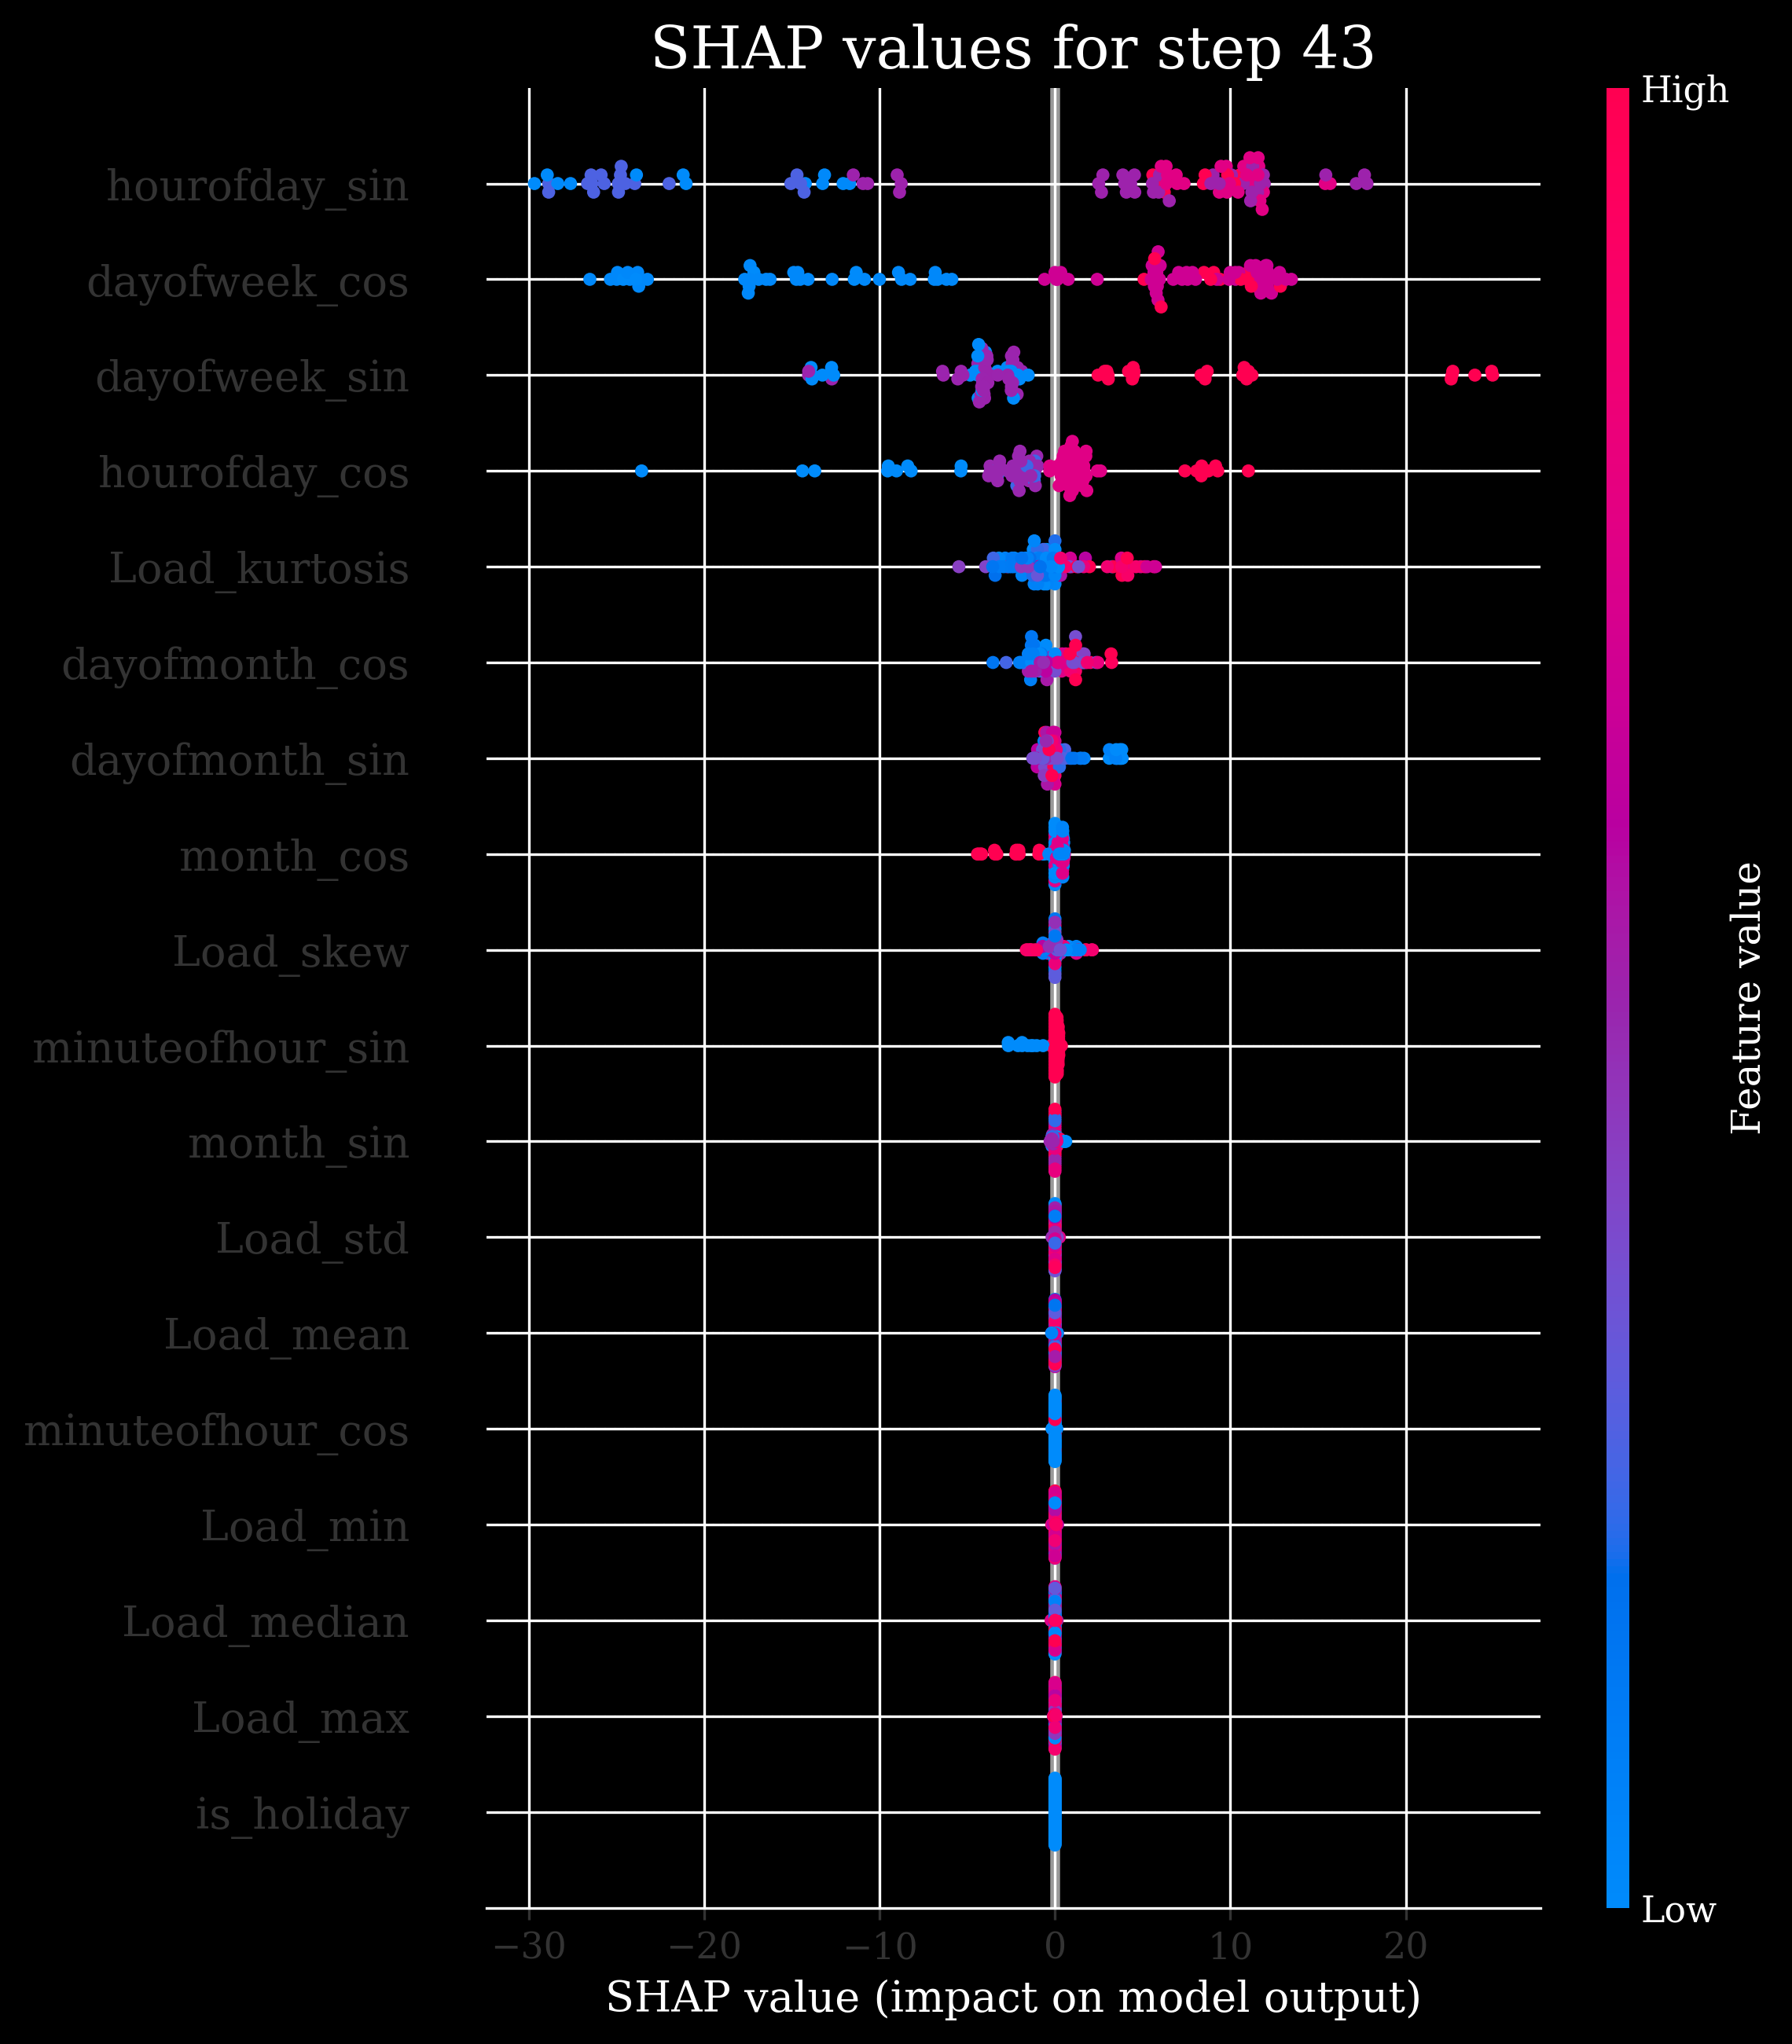 SHAP values for step 43
High
hourofday_sin
dayofweek_cos
dayofweek_sin
hourofday_cos
Load_kurtosis
dayofmonth_cos
dayofmonth_sin
month_cos
Load_skew
minuteofhour_sin
month_sin
Load_std
Load_mean
minuteofhour_cos
Load_min
Load_median
Load_max
is_holiday
Feature value
Low
−30 −20 −10 0 10 20
SHAP value (impact on model output)